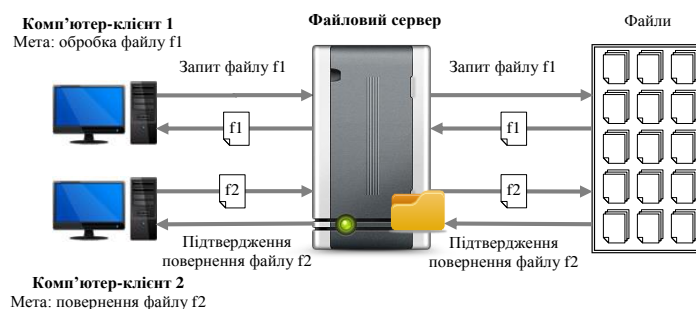 Комп’ютер-клієнт 1
Мета: обробка файлу f1
Файловий сервер
Файли
Запит файлу f1
Запит файлу f1
f1
f1
f2
f2
Підтвердження
повернення файлу f2
Підтвердження
повернення файлу f2
Комп’ютер-клієнт 2
Мета: повернення файлу f2